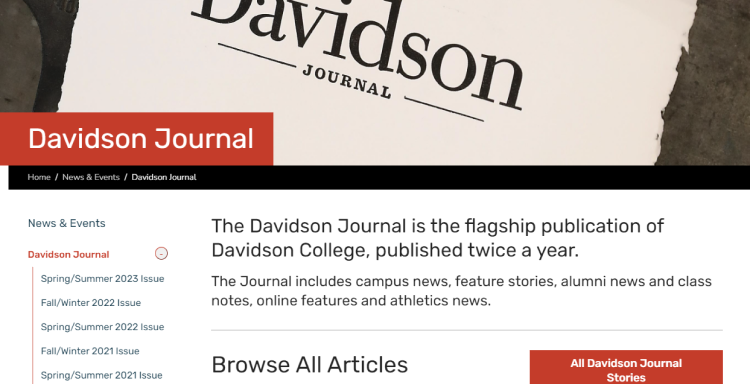 Davidson
JOURNAL
Davidson Journal
Home / News & Events / Davidson Journal
News & Events
Davidson Journal
Spring/Summer 2023 Issue
Fall/Winter 2022 Issue
Spring/Summer 2022 Issue
Fall/Winter 2021 Issue
Spring/Summer 2021 Issue
The Davidson Journal is the flagship publication of
Davidson College, published twice a year.
The Journal includes campus news, feature stories, alumni news and class
notes, online features and athletics news.
Browse All Articles
All Davidson Journal
Stories